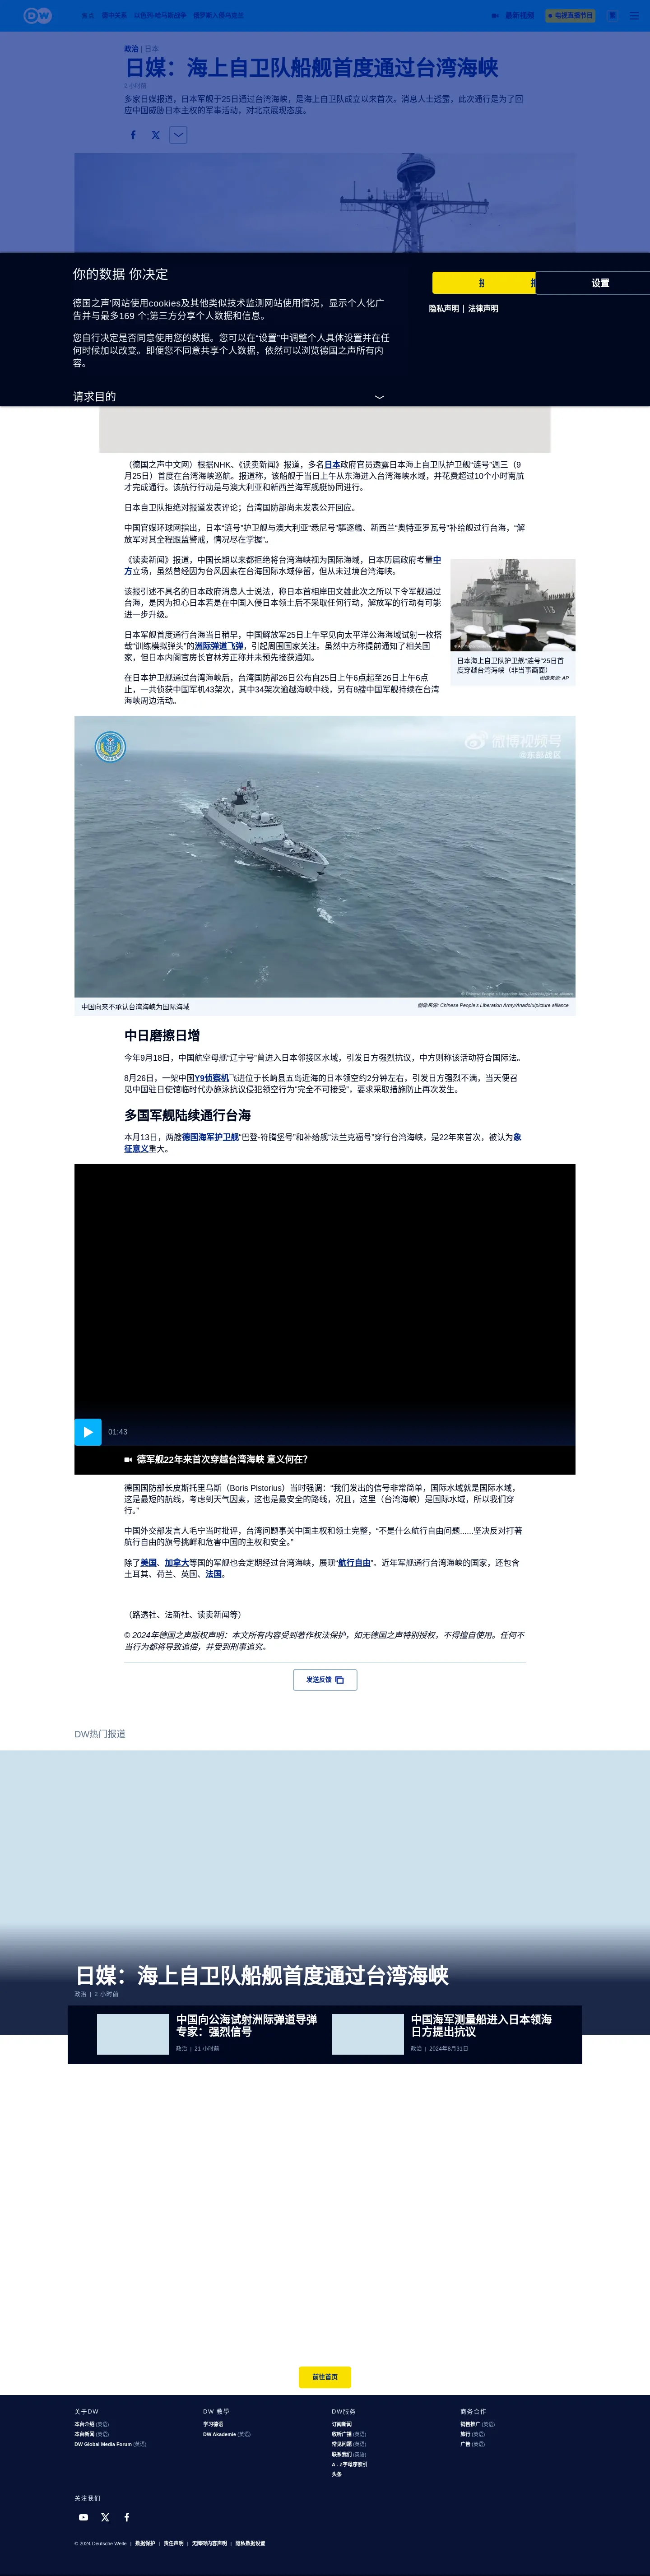 DW
德中关系
以巴列-哈马斯战争
俄罗斯入侵乌克兰
最新视频
电视直播节目
政治 | 日本
日媒：海上自卫队船舰首度通过台湾海峡
2 小时前
多家日媒报道，日本军舰于25日通过台湾海峡，是海上自卫队成立以来首次。消息人士透露，此次通行是为了回
应中国威胁日本主权的军事活动，对北京展现态度。
你的数据 你决定
设置
隐私声明 | 法律声明
德国之声'网站使用cookies及其他类似技术监测网站使用情况，显示个人化广
告并与最多169 个;第三方分享个人数据和信息。
您自行决定是否同意使用您的数据。您可以在“设置”中调整个人具体设置并在任
何时候加以改变。即便您不同意共享个人数据，依然可以浏览德国之声所有内
容。
请求目的
（德国之声中文网）根据NHK、《读卖新闻》报道，多名日本政府官员透露日本海上自卫队护卫舰“涟号”周三（9
月25日）首度在台湾海峡巡航。报道称，该船舰于当日上午从东海进入台湾海峡水域，并花费超过10个小时南航
才完成通行。该航行行动是与澳大利亚和新西兰海军舰艇协同进行。
日本自卫队拒绝对报道发表评论；台湾国防部尚未发表公开回应。
中国官媒环球网指出，日本“涟号”护卫舰与澳大利亚“悉尼号”驱逐艦、新西兰“奥特亚罗瓦号”补给舰过行台海，“解
放军对其全程跟监警戒，情况尽在掌握”。
《读卖新闻》报道，中国长期以来都拒绝将台湾海峡视为国际海域，日本历届政府考量中
方立场，虽然曾经因为台风因素在台海国际水域停留，但从未过境台湾海峡。
该报引述不具名的日本政府消息人士说法，称日本首相岸田文雄此次之所以下令军舰通过
台海，是因为担心日本若是在中国入侵日本领土后不采取任何行动，解放军的行动有可能
进一步升级。
日本军舰首度通行台海当日稍早，中国解放军25日上午罕见向太平洋公海海域试射一枚搭
载“训练模拟弹头”的洲际弹道飞弹，引起周围国家关注。虽然中方称提前通知了相关国
家，但日本内阁官房长官林芳正称并未预先接获通知。
在日本护卫舰通过台湾海峡后，台湾国防部26日公布自25日上午6点起至26日上午6点
止，一共侦获中国军机43架次，其中34架次逾越海峡中线，另有8艘中国军舰持续在台湾
海峡周边活动。
113
日本海上自卫队护卫舰“涟号”25日首
度穿越台湾海峡（非当事画面）
图像来源: AP
微博视频号
东部战区
© Chinese People's Liberation Army/Anadolu/picture alliance
中国向来不承认台湾海峡为国际海域
图像来源: Chinese People's Liberation Army/Anadolu/picture alliance
中日磨擦日增
今年9月18日，中国航空母舰“辽宁号”曾进入日本邻接区水域，引发日方强烈抗议，中方则称该活动符合国际法。
8月26日，一架中国Y9侦察机飞进位于长崎县五岛近海的日本领空约2分钟左右，引发日方强烈不满，当天便召
见中国驻日使馆临时代办施泳抗议侵犯领空行为“完全不可接受”，要求采取措施防止再次发生。
多国军舰陆续通行台海
本月13日，两艘德国海军护卫舰“巴登-符腾堡号”和补给舰“法兰克福号”穿行台湾海峡，是22年来首次，被认为象
征意义重大。
01:43
德军舰22年来首次穿越台湾海峡 意义何在？
德国国防部长皮斯托里乌斯（Boris Pistorius）当时强调：“我们发出的信号非常简单，国际水域就是国际水域，
这是最短的航线，考虑到天气因素，这也是最安全的路线，况且，这里（台湾海峡）是国际水域，所以我们穿
行。”
中国外交部发言人毛宁当时批评，台湾问题事关中国主权和领土完整，“不是什么航行自由问题......坚决反对打著
航行自由的旗号挑衅和危害中国的主权和安全。”
除了美国、加拿大等国的军舰也会定期经过台湾海峡，展现“航行自由”。近年军舰通行台湾海峡的国家，还包含
土耳其、荷兰、英国、法国。
（路透社、法新社、读卖新闻等）
© 2024年德国之声版权声明：本文所有内容受到著作权法保护，如无德国之声特别授权，不得擅自使用。任何不
当行为都将导致追偿，并受到刑事追究。
发送反馈
DW热门报道
日媒：海上自卫队船舰首度通过台湾海峡
政治 | 2 小时前
中国向公海试射洲际弹道导弹
专家：强烈信号
政治 | 21 小时前
中国海军测量船进入日本领海
日方提出抗议
政治 | 2024年8月31日
前往首页
关于DW
本台介绍 (英语)
本台新闻 (英语)
DW Global Media Forum (英语)
DW 教學
学习德语
DW Akademie (英语)
DW服务
订阅新闻
收听广播 (英语)
常见问题 (英语)
联系我们 (英语)
A - Z字母序索引
头条
商务合作
销售推广 (英语)
旅行 (英语)
广告 (英语)
关注我们
© 2024 Deutsche Welle | 数据保护 | 责任声明 | 无障碍内容声明 | 隐私数据设置